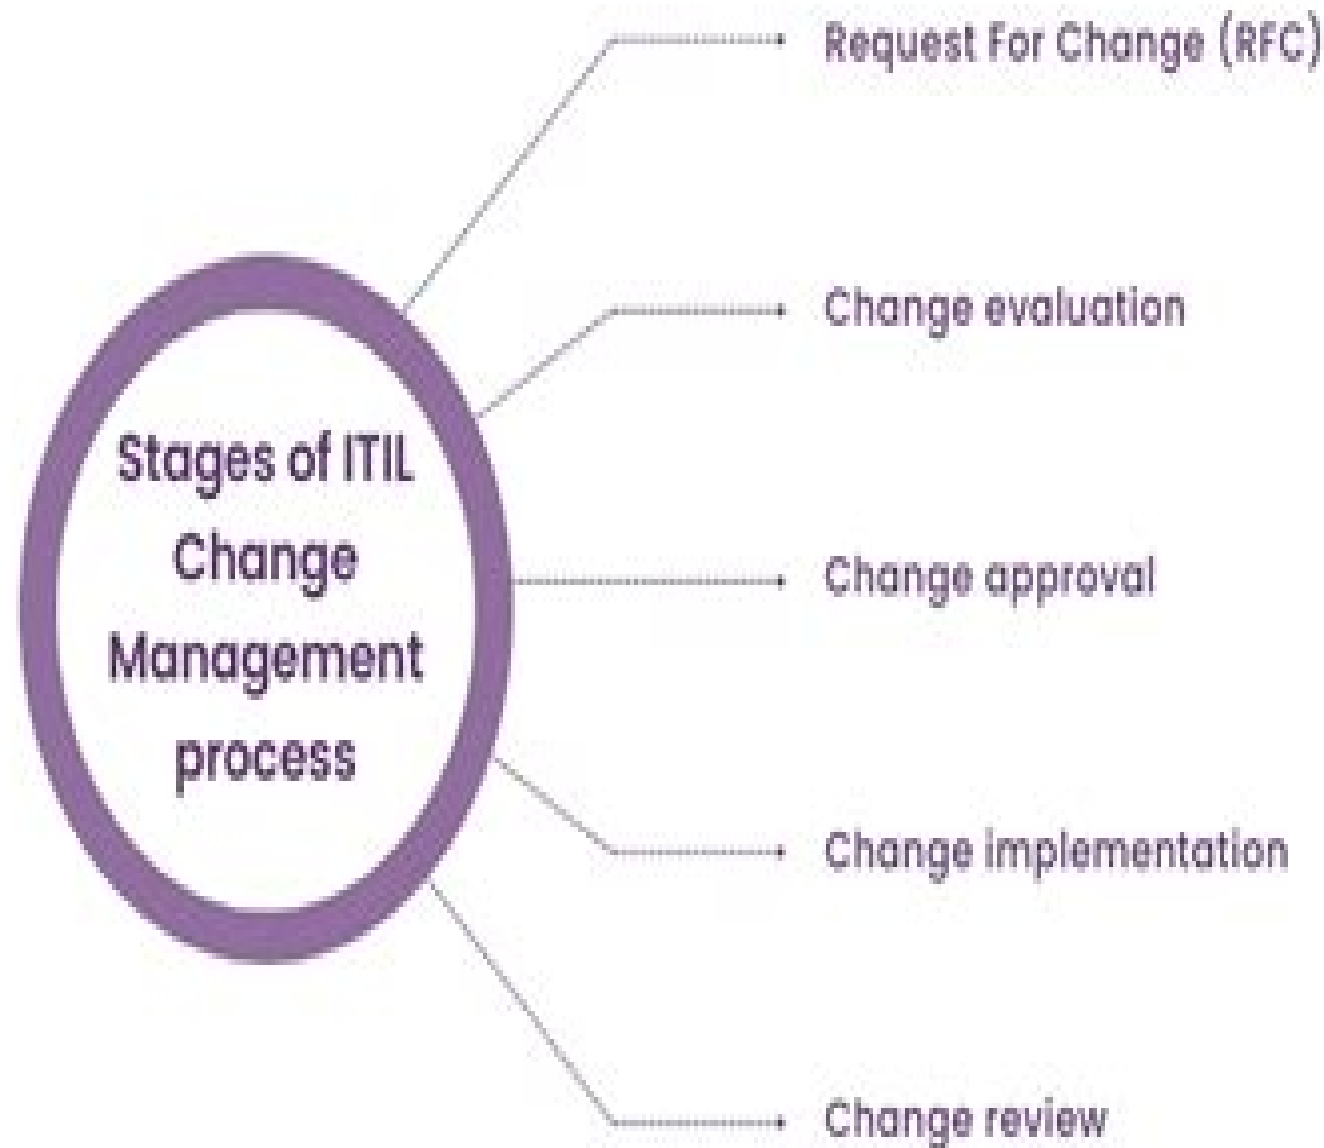 Request For Change (RFC)
Change evaluation
Stages of ITIL
Change
Management
process
Change approval
Change implementation
Change review